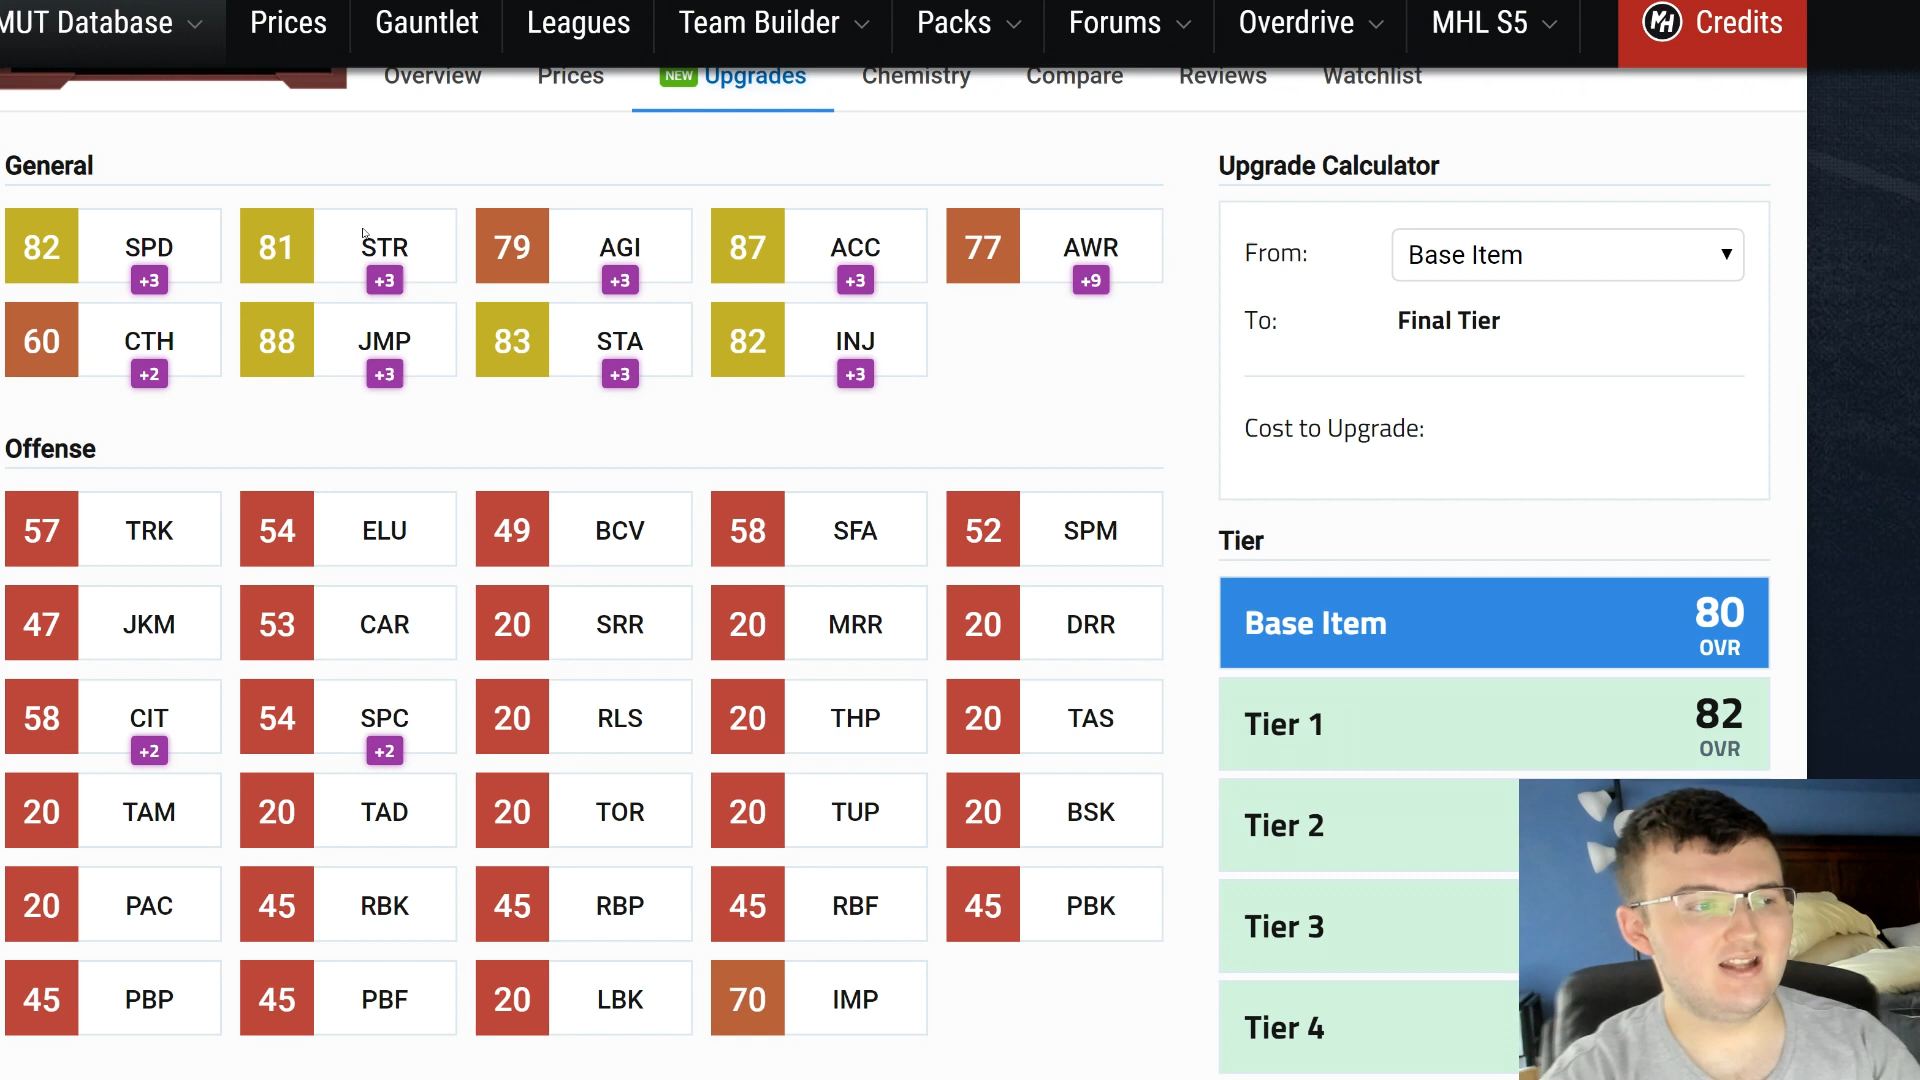 MUT Database Prices Gauntlet Leagues Team Builder Packs Forums Overdrive MHL S5 MH Credits
Overview Prices NEW Upgrades Chemistry Compare Reviews Watchlist
General
82 SPD +3 81 STR +3 79 AGI +3 87 ACC +3 77 AWR +9
60 CTH +2 88 JMP +3 83 STA +3 82 INJ +3
Offense
57 TRK 54 ELU 49 BCV 58 SFA 52 SPM
47 JKM 53 CAR 20 SRR 20 MRR 20 DRR
58 CIT +2 54 SPC +2 20 RLS 20 THP 20 TAS
20 TAM 20 TAD 20 TOR 20 TUP 20 BSK
20 PAC 45 RBK 45 RBP 45 RBF 45 PBK
45 PBP 45 PBF 20 LBK 70 IMP
Upgrade Calculator
From: Base Item
To: Final Tier
Cost to Upgrade:
Tier
Base Item 80 OVR
Tier 1 82 OVR
Tier 2
Tier 3
Tier 4